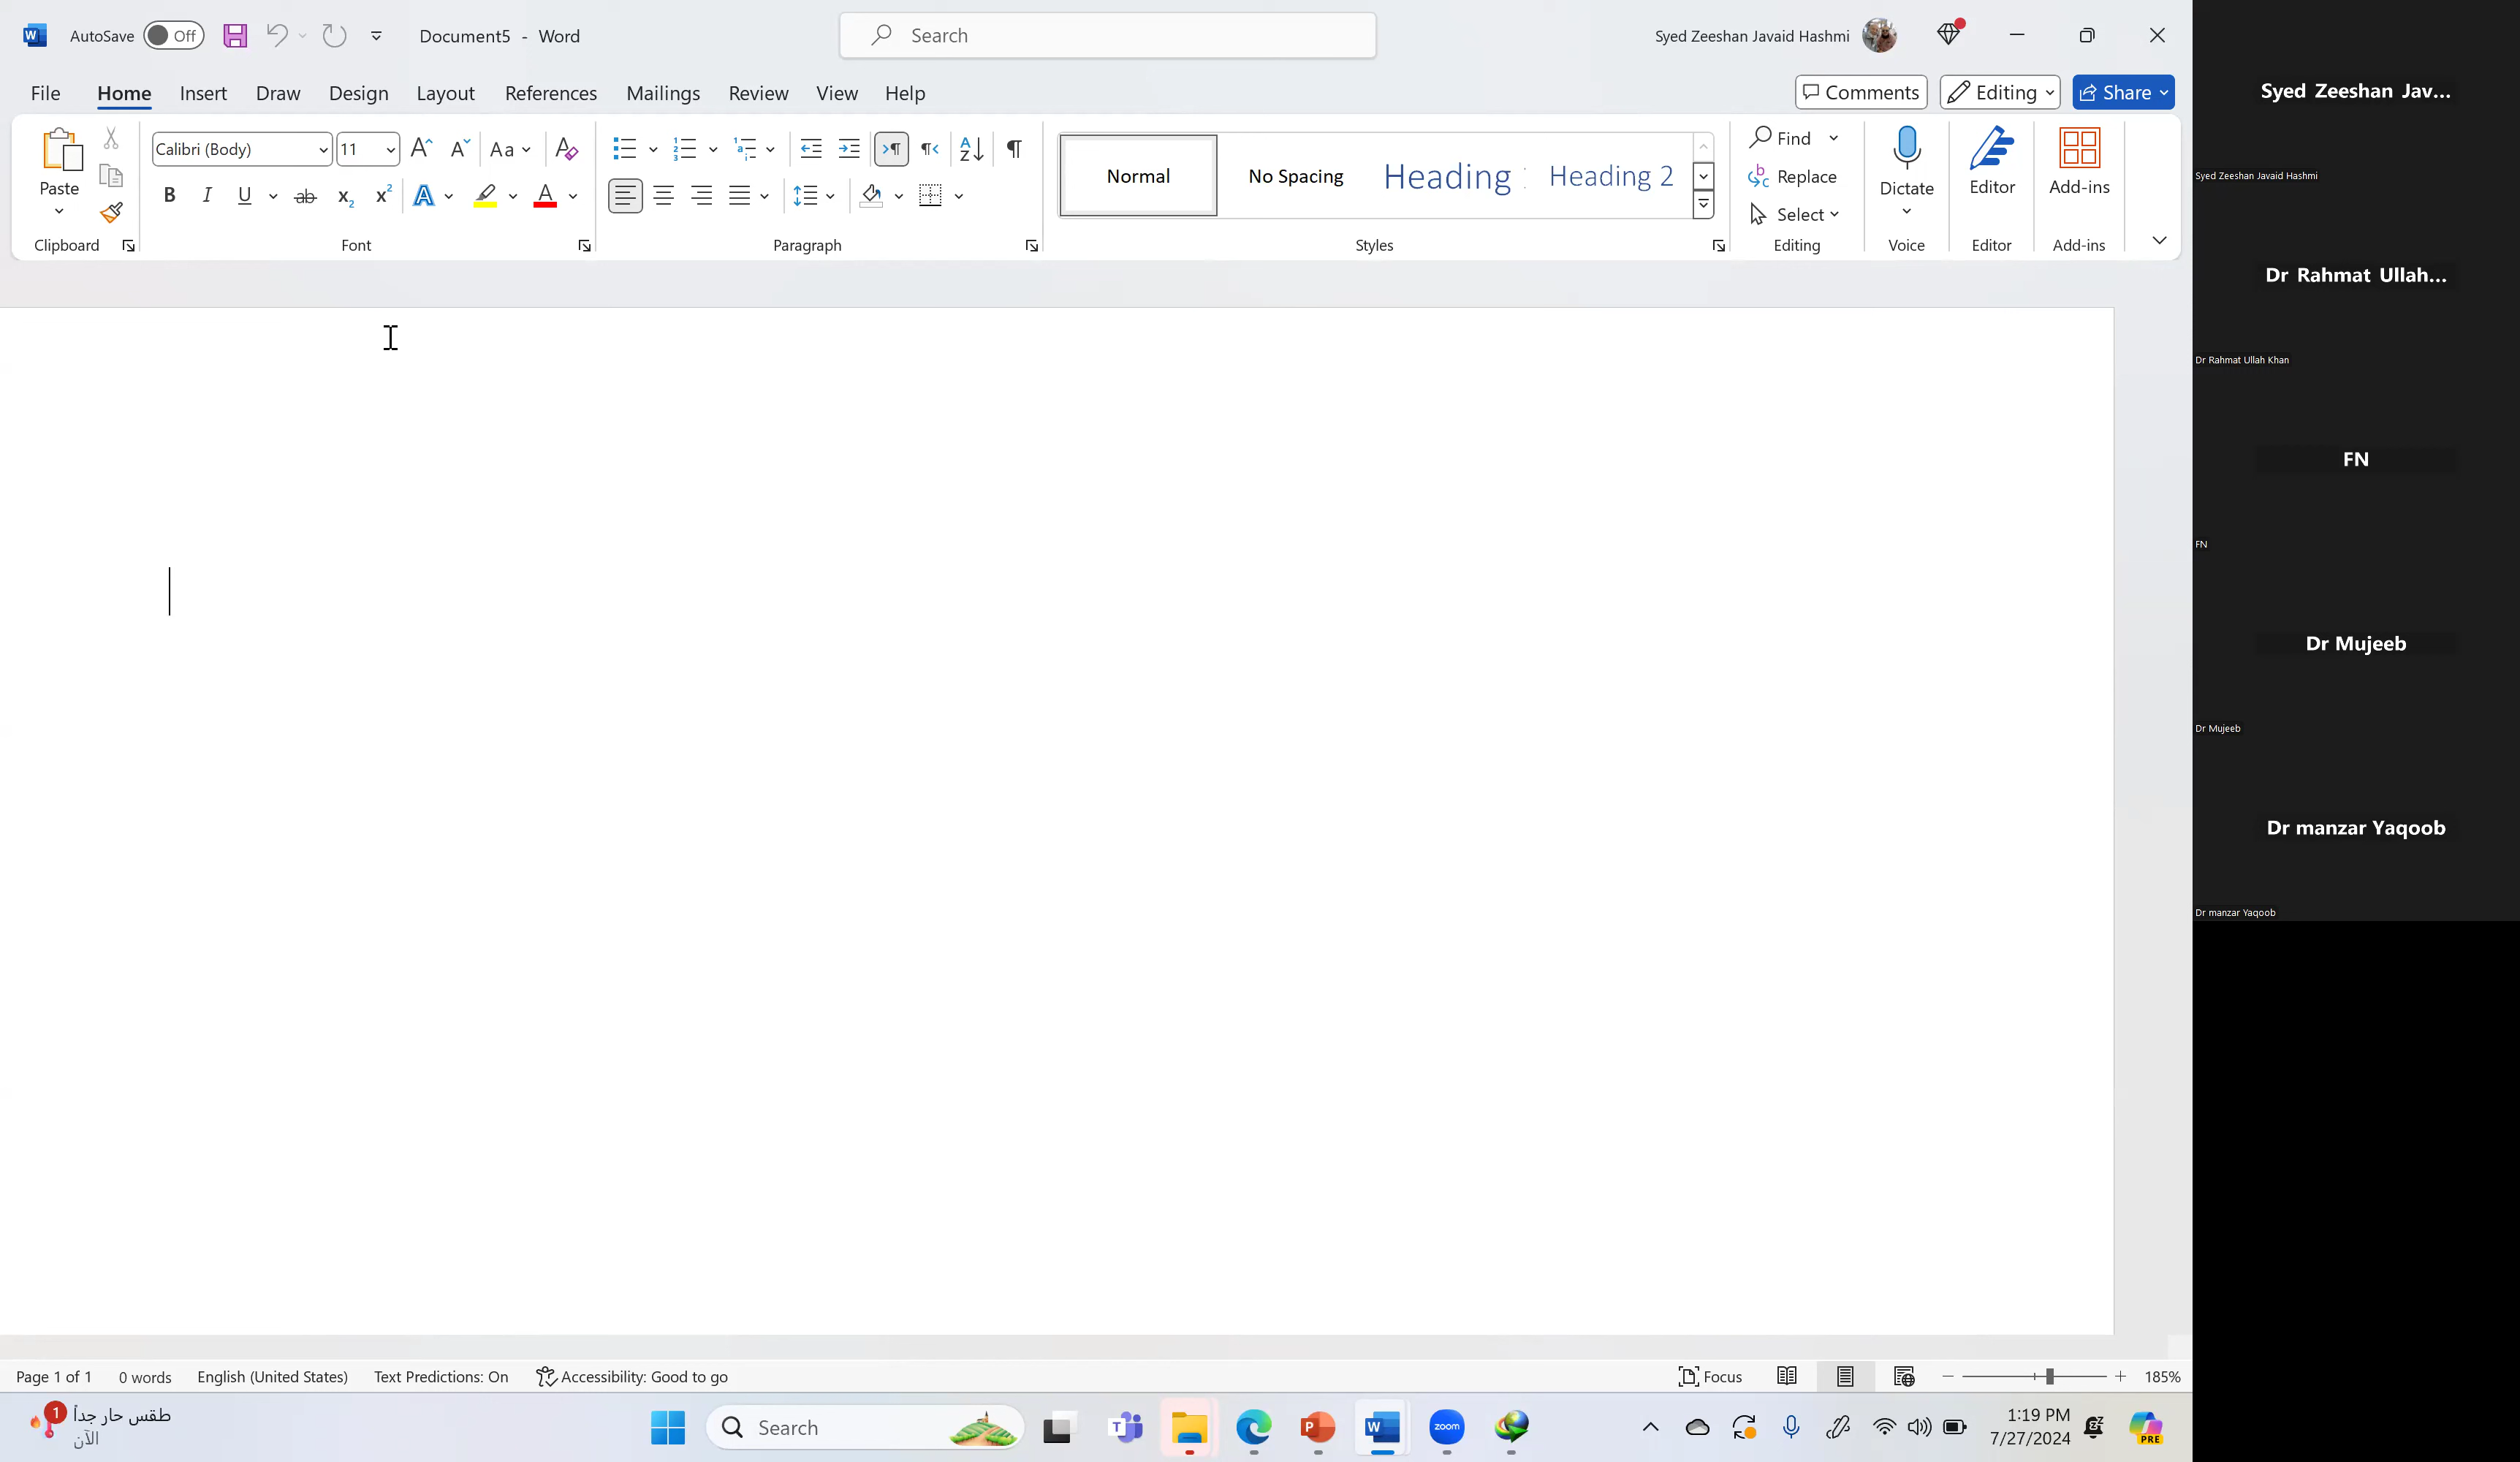 AutoSave Off Document5 - Word Search Syed Zeeshan Javaid Hashmi
File Home Insert Draw Design Layout References Mailings Review View Help Comments Editing Share
Paste
Clipboard
Calibri (Body) 11
Font
Paragraph
Normal No Spacing Heading Heading 2
Styles
Find
Replace
Select
Editing
Dictate
Voice
Editor
Editor
Add-ins
Add-ins
Syed Zeeshan Jav...
Syed Zeeshan Javaid Hashmi
Dr Rahmat Ullah...
Dr Rahmat Ullah Khan
FN
FN
Dr Mujeeb
Dr Mujeeb
Dr manzar Yaqoob
Dr manzar Yaqoob
Page 1 of 1 0 words English (United States) Text Predictions: On Accessibility: Good to go Focus 185%
1 طقس حار جداً
الآن
Search
zoom
1:19 PM
7/27/2024
PRE